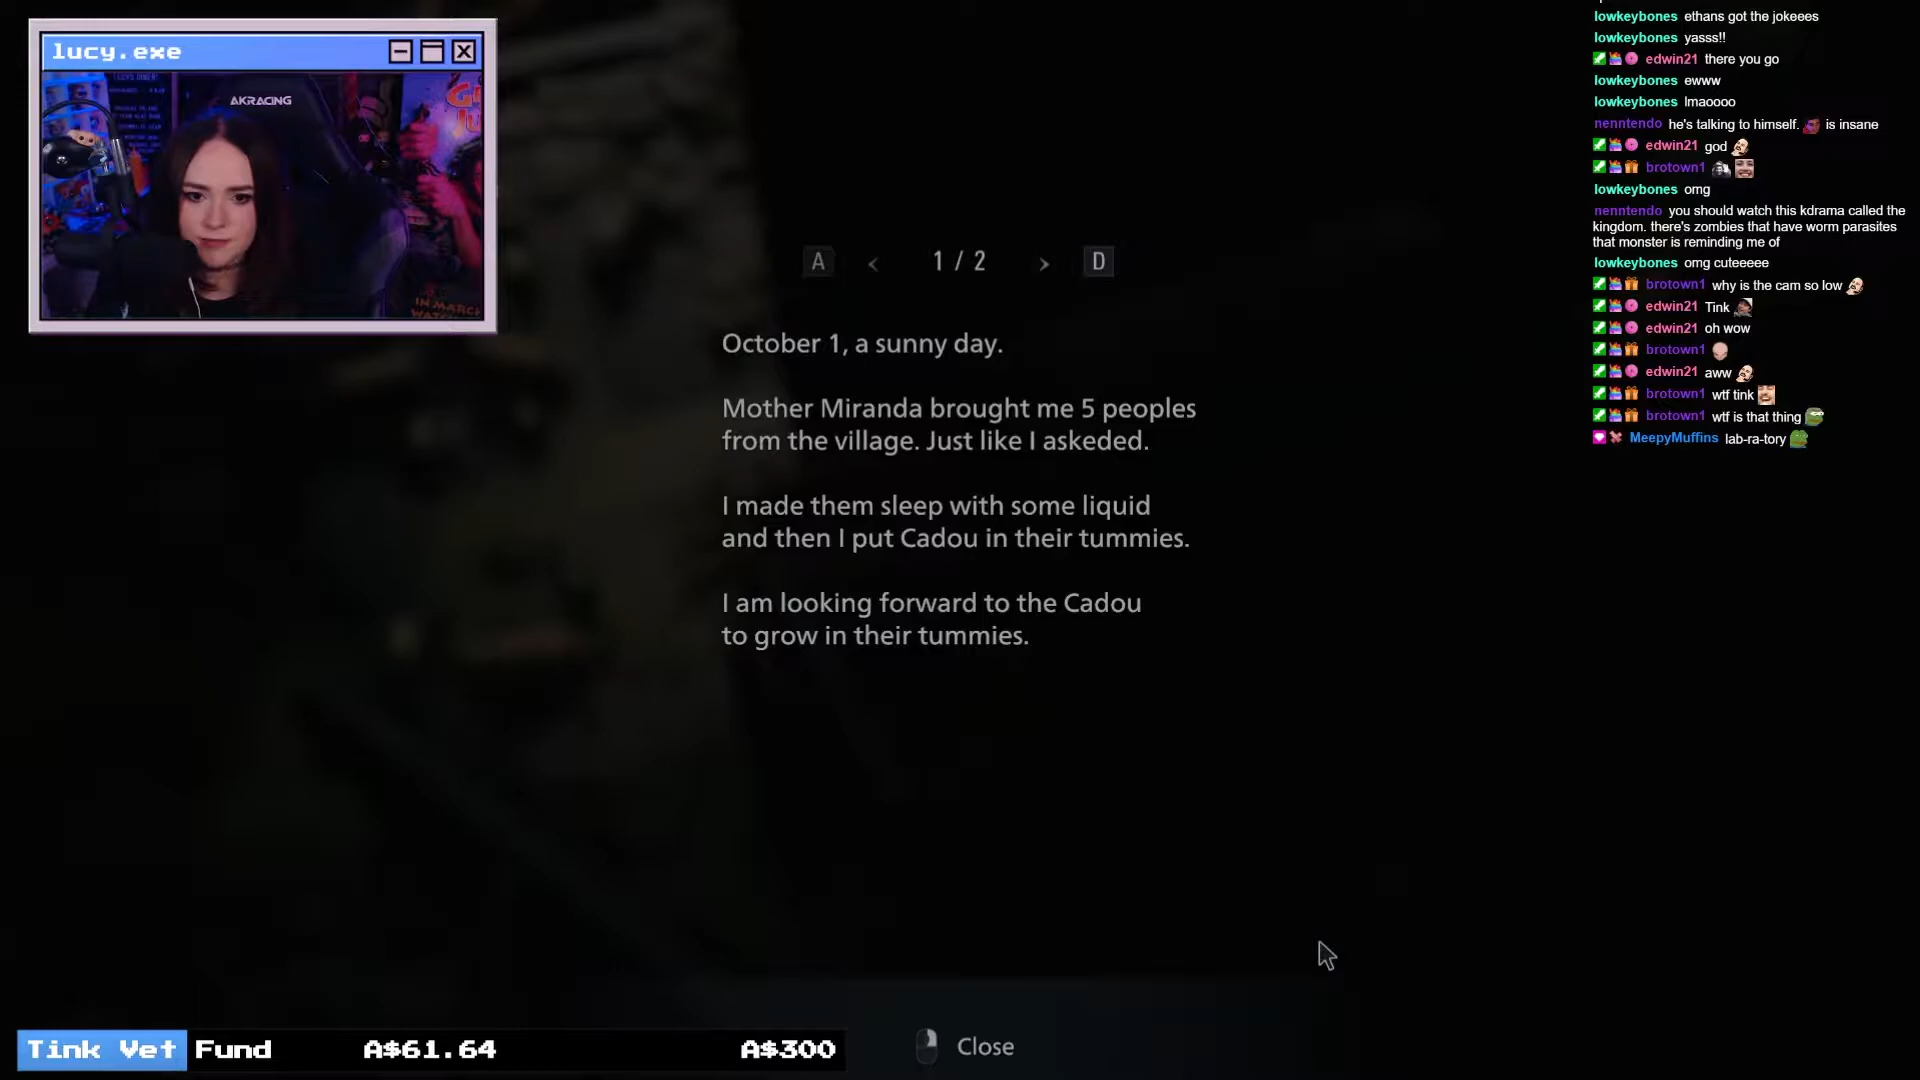 lucy.exe
AKRACING
IN MARCH
A < 1 / 2 > D
October 1, a sunny day.
Mother Miranda brought me 5 peoples
from the village. Just like I askeded.
I made them sleep with some liquid
and then I put Cadou in their tummies.
I am looking forward to the Cadou
to grow in their tummies.
Close
Tink Vet Fund A$61.64 A$300
lowkeybones ethans got the jokeees
lowkeybones yasss!!
edwin21 there you go
lowkeybones ewww
lowkeybones lmaoooo
nenntendo he's talking to himself. is insane
edwin21 god
brotown1
lowkeybones omg
nenntendo you should watch this kdrama called the
kingdom. there's zombies that have worm parasites
that monster is reminding me of
lowkeybones omg cuteeeee
brotown1 why is the cam so low
edwin21 Tink
edwin21 oh wow
brotown1
edwin21 aww
brotown1 wtf tink
brotown1 wtf is that thing
MeepyMuffins lab-ra-tory